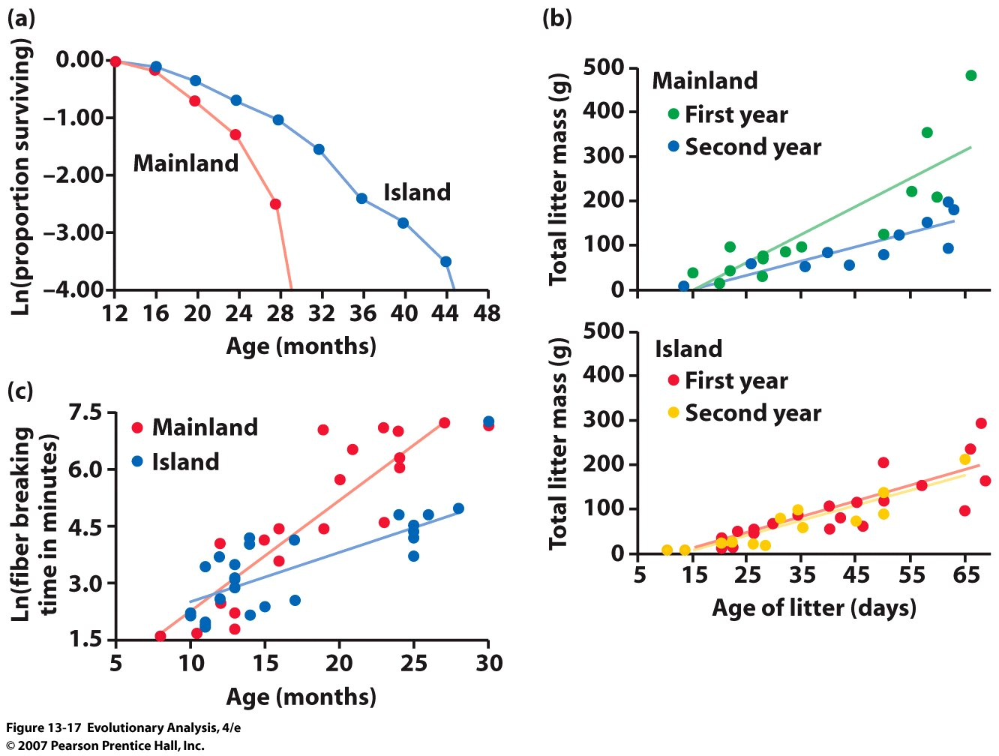 (a)
Ln(proportion surviving)
0.00
–1.00
–2.00
–3.00
–4.00
Mainland
Island
12 16 20 24 28 32 36 40 44 48
Age (months)
(b)
Total litter mass (g)
500
400
300
200
100
0
Mainland
First year
Second year
Total litter mass (g)
500
400
300
200
100
0
Island
First year
Second year
5 15 25 35 45 55 65
Age of litter (days)
(c)
Ln(fiber breaking
time in minutes)
7.5
6.0
4.5
3.0
1.5
Mainland
Island
5 10 15 20 25 30
Age (months)
Figure 13-17 Evolutionary Analysis, 4/e
© 2007 Pearson Prentice Hall, Inc.